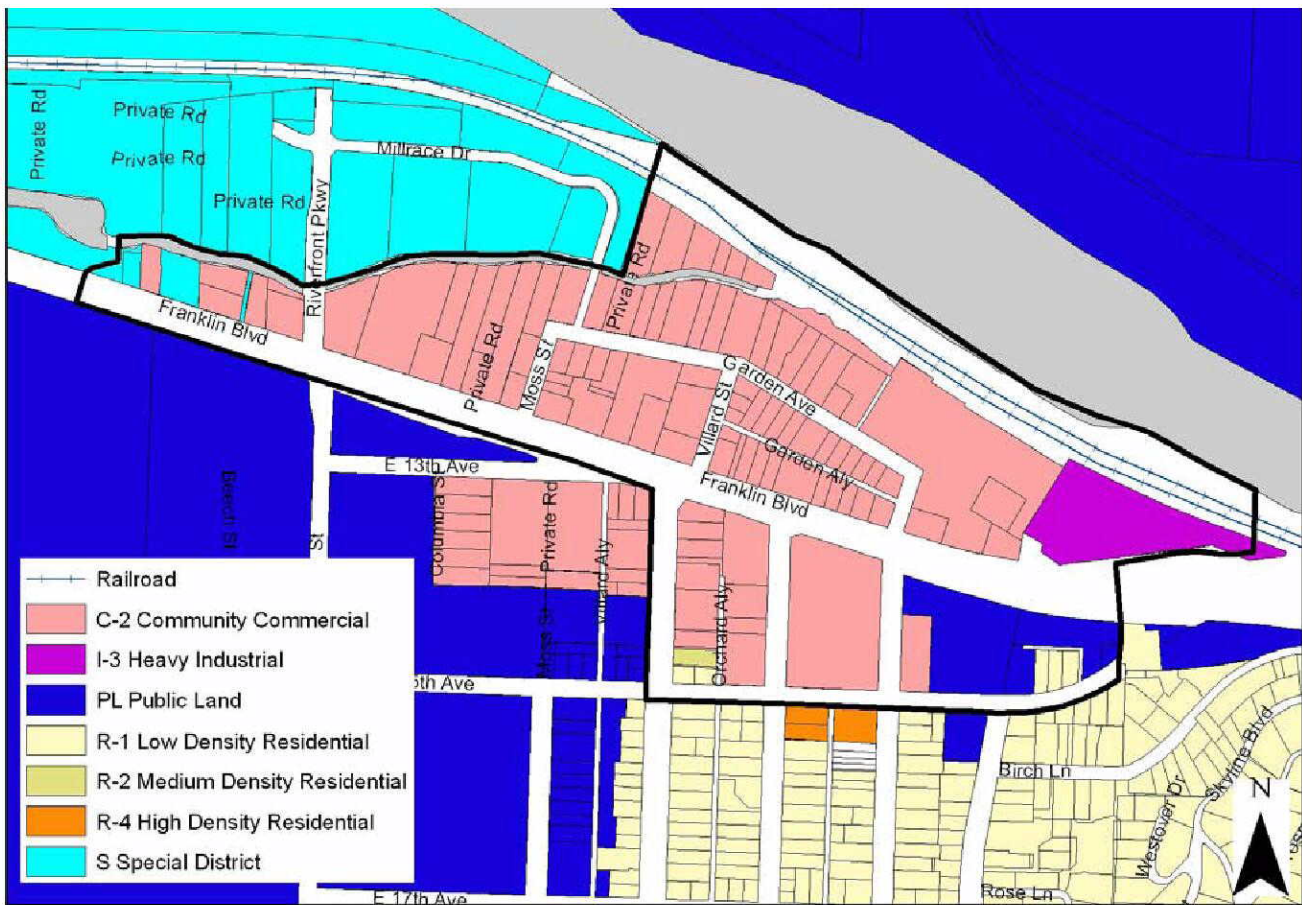 Private Rd
Private Rd
Private Rd
Private Rd
Millrace Dr
Riverfront Pkwy
Private Rd
Franklin Blvd
Private Rd
Moss St
Garden Ave
Villard St
Garden Aly
Franklin Blvd
E 13th Ave
Beech St
St
Columbia St
Private Rd
Villard Aly
Orchard Aly
Moss St
5th Ave
Birch Ln
Skyline Blvd
Westover Dr
Rose Ln
E 17th Ave
N
Railroad
C-2 Community Commercial
I-3 Heavy Industrial
PL Public Land
R-1 Low Density Residential
R-2 Medium Density Residential
R-4 High Density Residential
S Special District